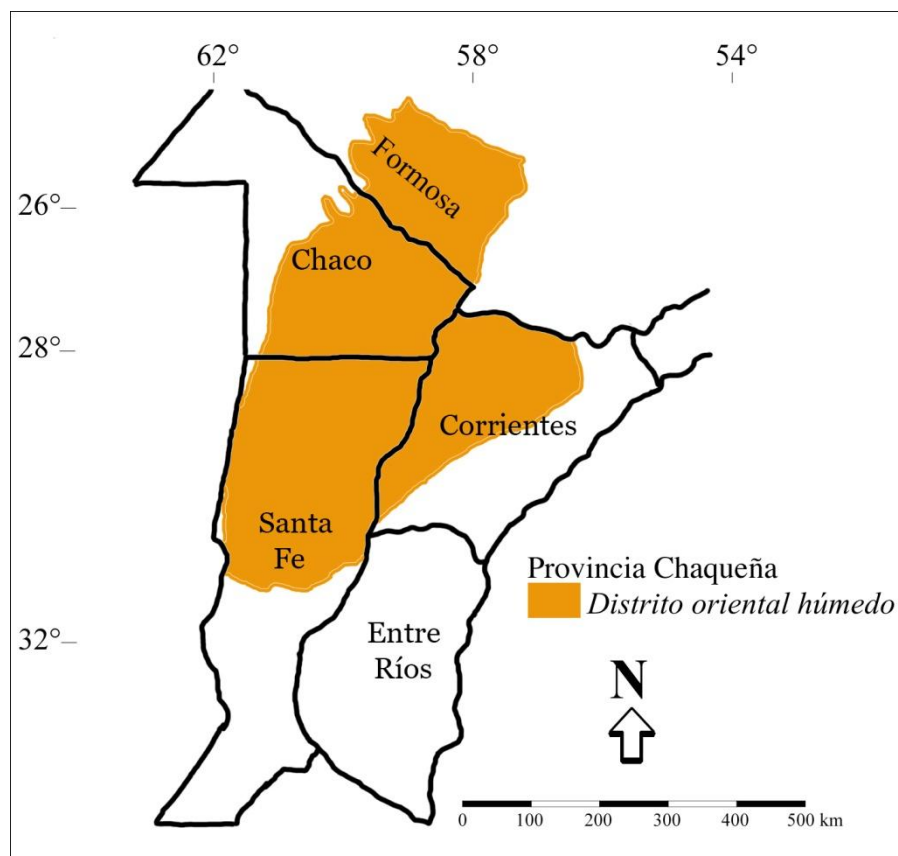 62° 58° 54°
Formosa
26°
Chaco
28°
Corrientes
Santa
Fe
Provincia Chaqueña
Distrito oriental húmedo
32°
Entre
Ríos
N
0 100 200 300 400 500 km